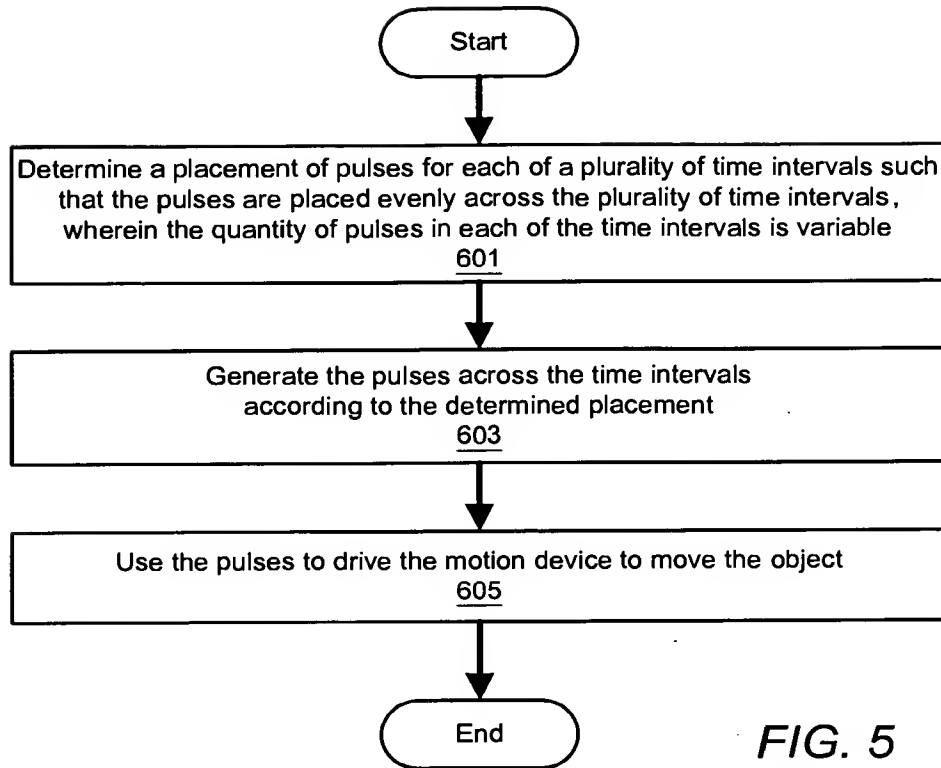 Start
Determine a placement of pulses for each of a plurality of time intervals such
that the pulses are placed evenly across the plurality of time intervals,
wherein the quantity of pulses in each of the time intervals is variable
601
Generate the pulses across the time intervals
according to the determined placement
603
Use the pulses to drive the motion device to move the object
605
End
FIG. 5